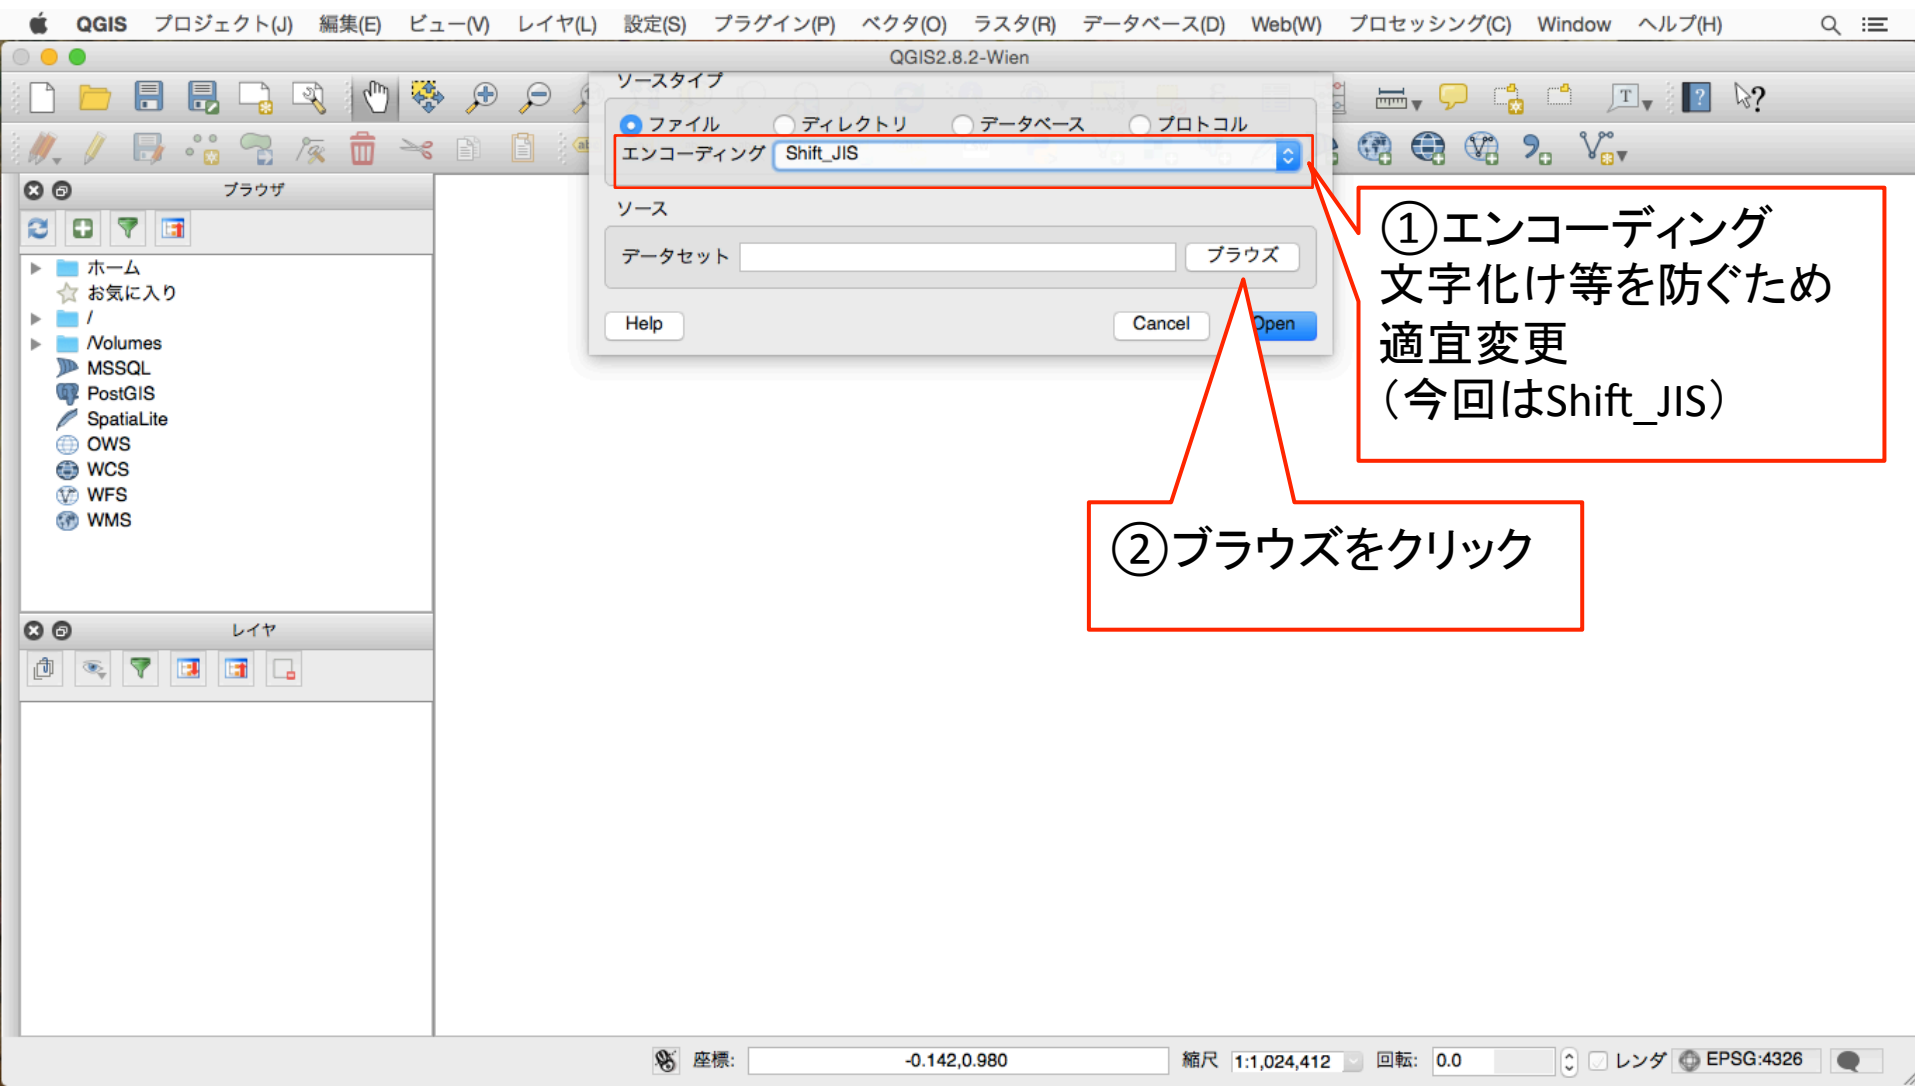 QGIS プロジェクト(J) 編集(E) ビュー(V) レイヤ(L) 設定(S) プラグイン(P) ベクタ(O) ラスタ(R) データベース(D) Web(W) プロセッシング(C) Window ヘルプ(H)
QGIS2.8.2-Wien
ソースタイプ
ファイル ディレクトリ データベース プロトコル
エンコーディング Shift_JIS
ソース
データセット ブラウズ
Help Cancel Open
ブラウザ
ホーム
お気に入り
/
/Volumes
MSSQL
PostGIS
SpatiaLite
OWS
WCS
WFS
WMS
レイヤ
①エンコーディング
文字化け等を防ぐため
適宜変更
（今回はShift_JIS）
②ブラウズをクリック
座標: -0.142,0.980 縮尺 1:1,024,412 回転: 0.0 レンダ EPSG:4326